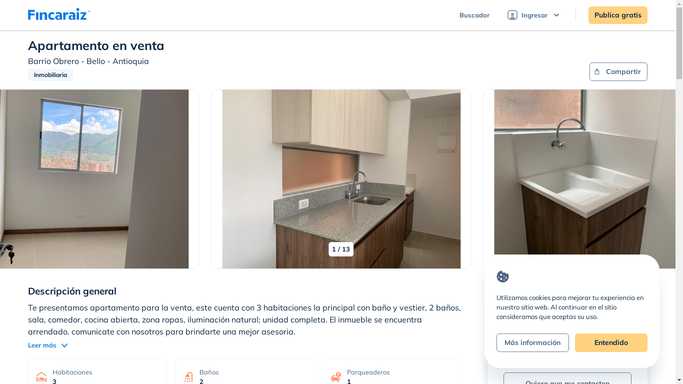 Fincaraiz
Buscador
Ingresar
Publica gratis
Apartamento en venta
Barrio Obrero - Bello - Antioquia
Inmobiliaria
Compartir
1 / 13
Descripción general
Te presentamos apartamento para la venta, este cuenta con 3 habitaciones la principal con baño y vestier, 2 baños,
sala, comedor, cocina abierta, zona ropas, iluminación natural; unidad completa. El inmueble se encuentra
arrendado, comunicate con nosotros para brindarte una mejor asesoria.
Leer más
Habitaciones
3
Baños
2
Parqueaderos
1
Utilizamos cookies para mejorar tu experiencia en
nuestro sitio web. Al continuar en el sitio
consideramos que aceptas su uso.
Más información
Entendido
Quiero que me contacten